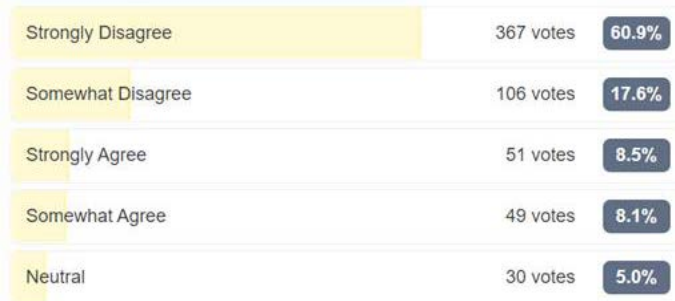 Strongly Disagree 367 votes 60.9%
Somewhat Disagree 106 votes 17.6%
Strongly Agree 51 votes 8.5%
Somewhat Agree 49 votes 8.1%
Neutral 30 votes 5.0%